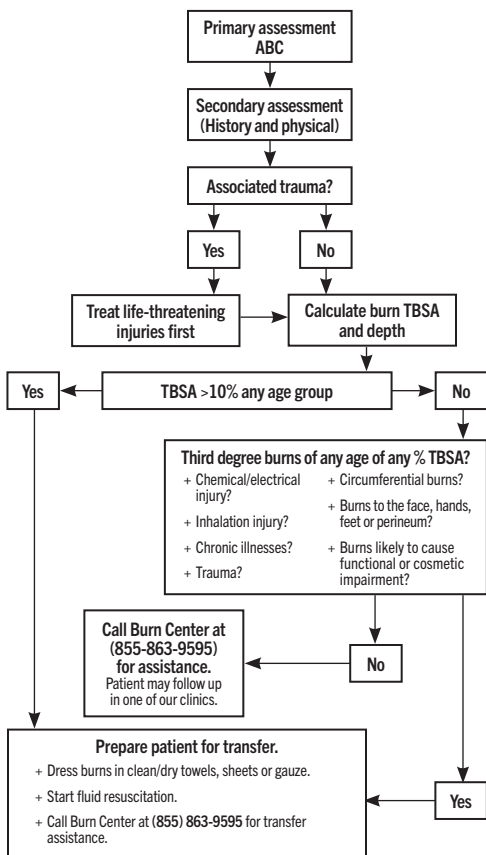 Primary assessment
ABC
Secondary assessment
(History and physical)
Associated trauma?
Yes
No
Treat life-threatening
injuries first
Calculate burn TBSA
and depth
Yes
TBSA >10% any age group
No
Third degree burns of any age of any % TBSA?
+ Chemical/electrical
injury?
+ Inhalation injury?
+ Chronic illnesses?
+ Trauma?
+ Circumferential burns?
+ Burns to the face, hands,
feet or perineum?
+ Burns likely to cause
functional or cosmetic
impairment?
Call Burn Center at
(855-863-9595)
for assistance.
Patient may follow up
in one of our clinics.
No
Prepare patient for transfer.
+ Dress burns in clean/dry towels, sheets or gauze.
+ Start fluid resuscitation.
+ Call Burn Center at (855) 863-9595 for transfer
assistance.
Yes